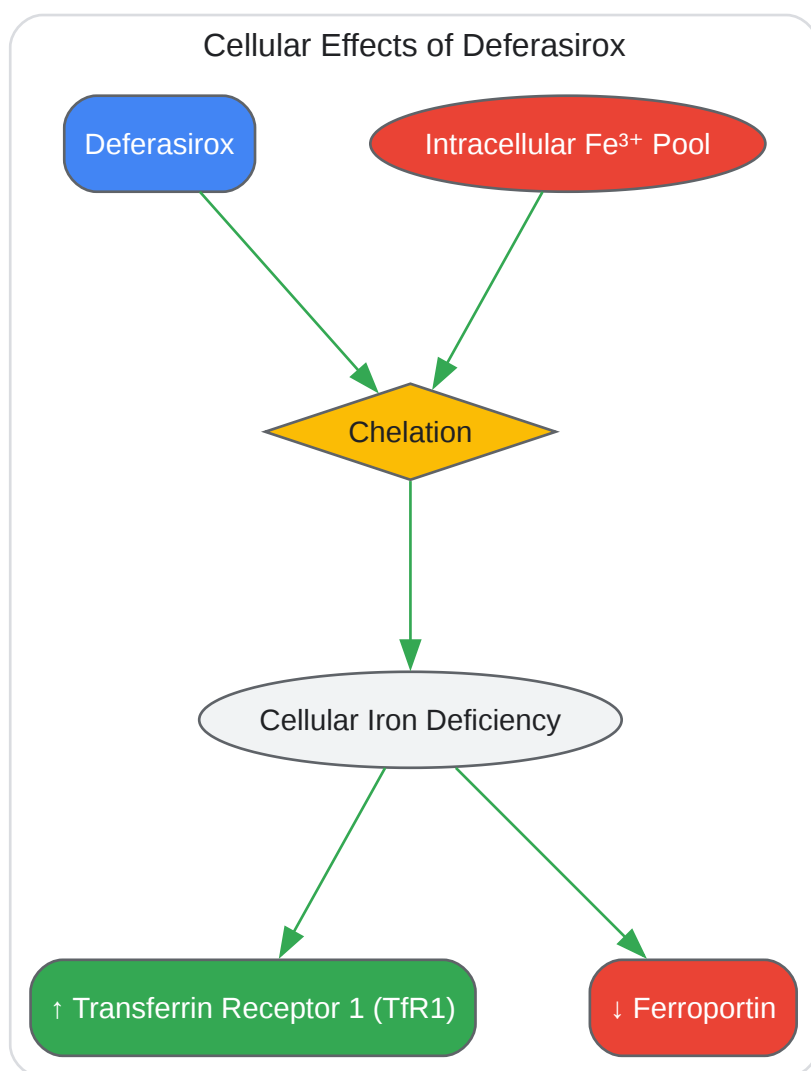 Cellular Effects of Deferasirox
Deferasirox
Intracellular Fe³⁺ Pool
Chelation
Cellular Iron Deficiency
↑ Transferrin Receptor 1 (TfR1)
↓ Ferroportin